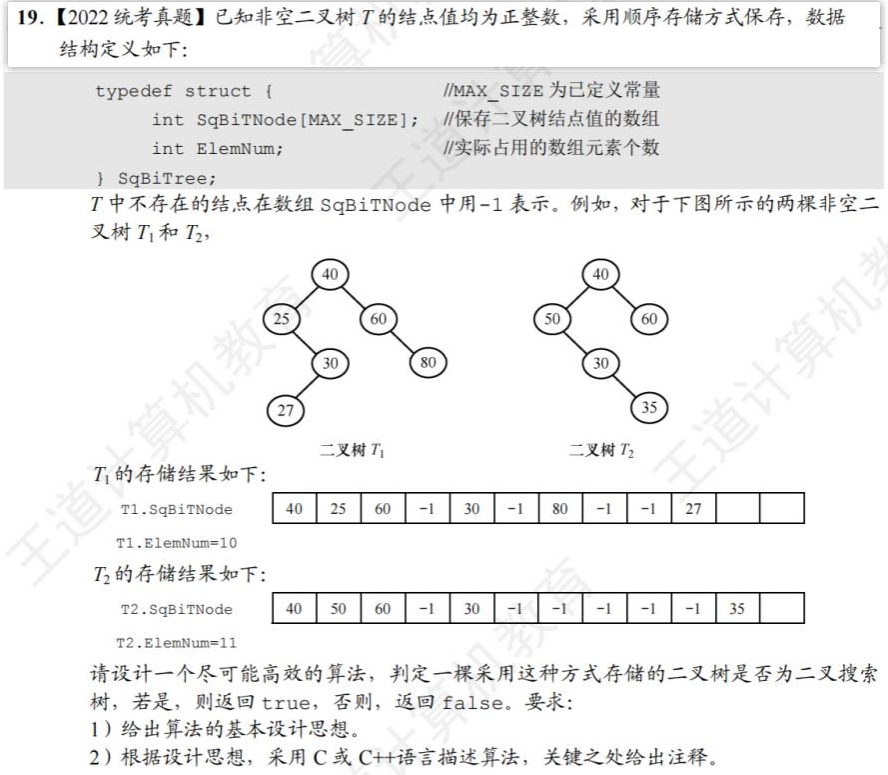 19.【2022 统考真题】已知非空二叉树 T 的结点值均为正整数，采用顺序存储方式保存，数据
结构定义如下：
typedef struct { //MAX_SIZE 为已定义常量
int SqBiTNode[MAX_SIZE]; //保存二叉树结点值的数组
int ElemNum; //实际占用的数组元素个数
} SqBiTree;
T 中不存在的结点在数组 SqBiTNode 中用-1 表示。例如，对于下图所示的两棵非空二
叉树 T₁ 和 T₂，
40 40
25 60 50 60
30 80 30
27 35
二叉树 T₁ 二叉树 T₂
T₁ 的存储结果如下：
T1.SqBiTNode 40 25 60 -1 30 -1 80 -1 -1 27
T1.ElemNum=10
T₂ 的存储结果如下：
T2.SqBiTNode 40 50 60 -1 30 -1 -1 -1 -1 -1 35
T2.ElemNum=11
请设计一个尽可能高效的算法，判定一棵采用这种方式存储的二叉树是否为二叉搜索
树，若是，则返回 true，否则，返回 false。要求：
1）给出算法的基本设计思想。
2）根据设计思想，采用 C 或 C++语言描述算法，关键之处给出注释。
王道计算机教育